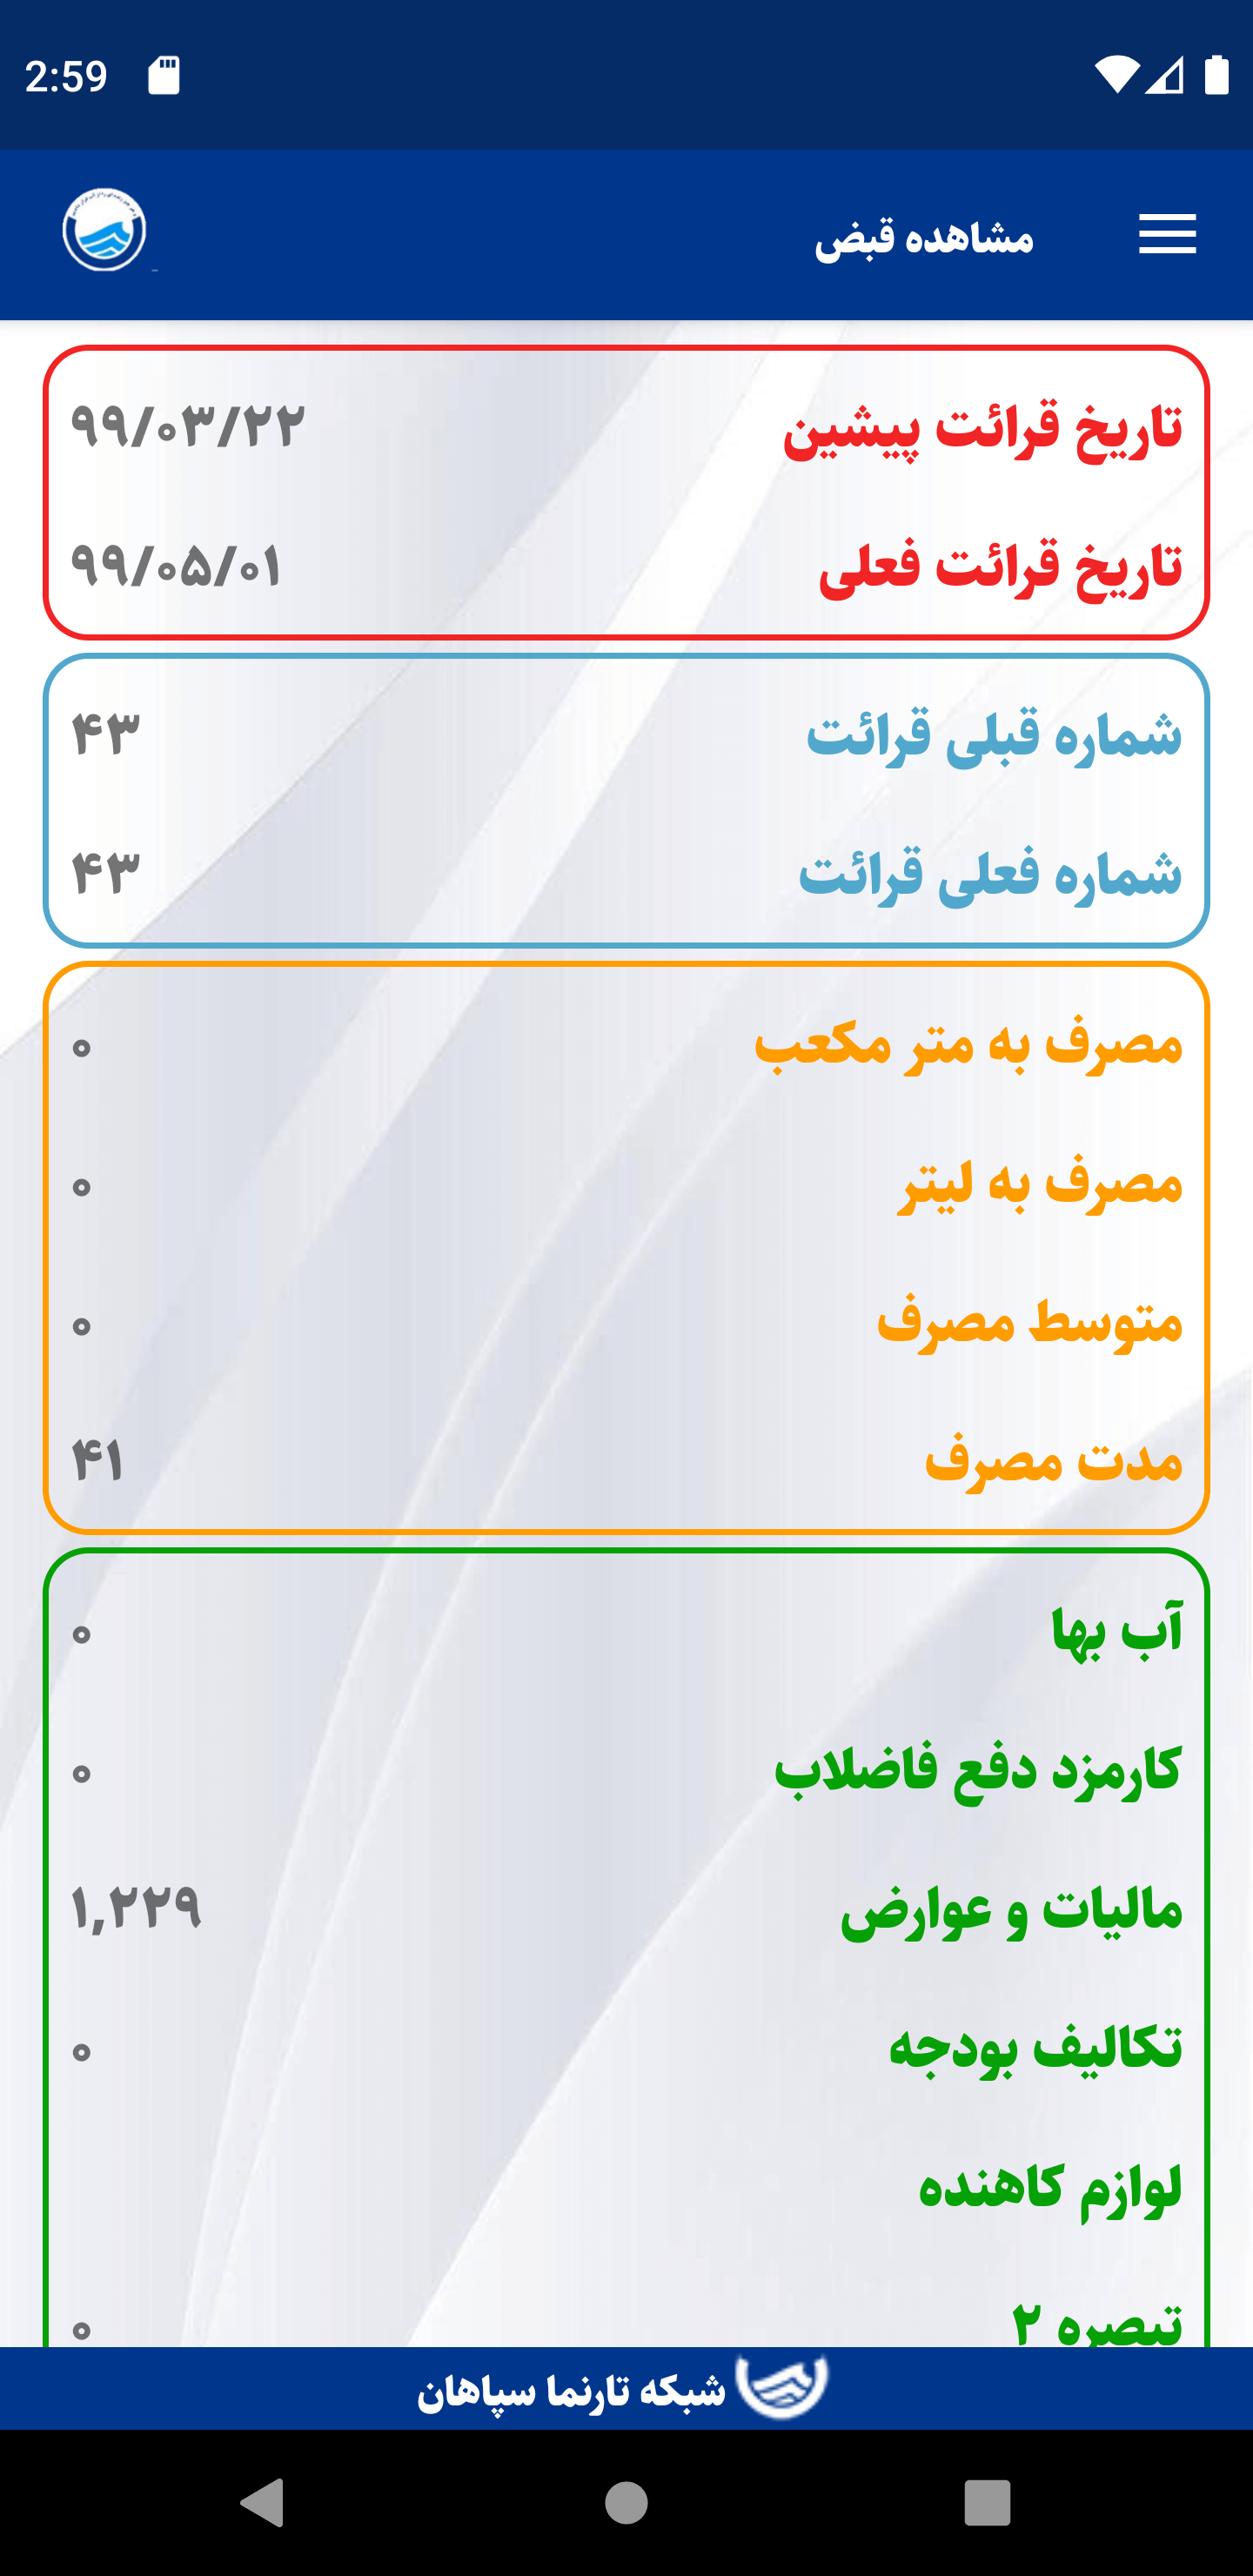 2:59
مشاهده قبض
تاریخ قرائت پیشین ۹۹/۰۳/۲۲
تاریخ قرائت فعلی ۹۹/۰۵/۰۱
شماره قبلی قرائت ۴۳
شماره فعلی قرائت ۴۳
مصرف به متر مکعب ۰
مصرف به لیتر ۰
متوسط مصرف ۰
مدت مصرف ۴۱
آب بها ۰
کارمزد دفع فاضلاب ۰
مالیات و عوارض ۱,۲۲۹
تکالیف بودجه ۰
لوازم کاهنده
تبصره ۲ ۰
شبکه تارنما سپاهان